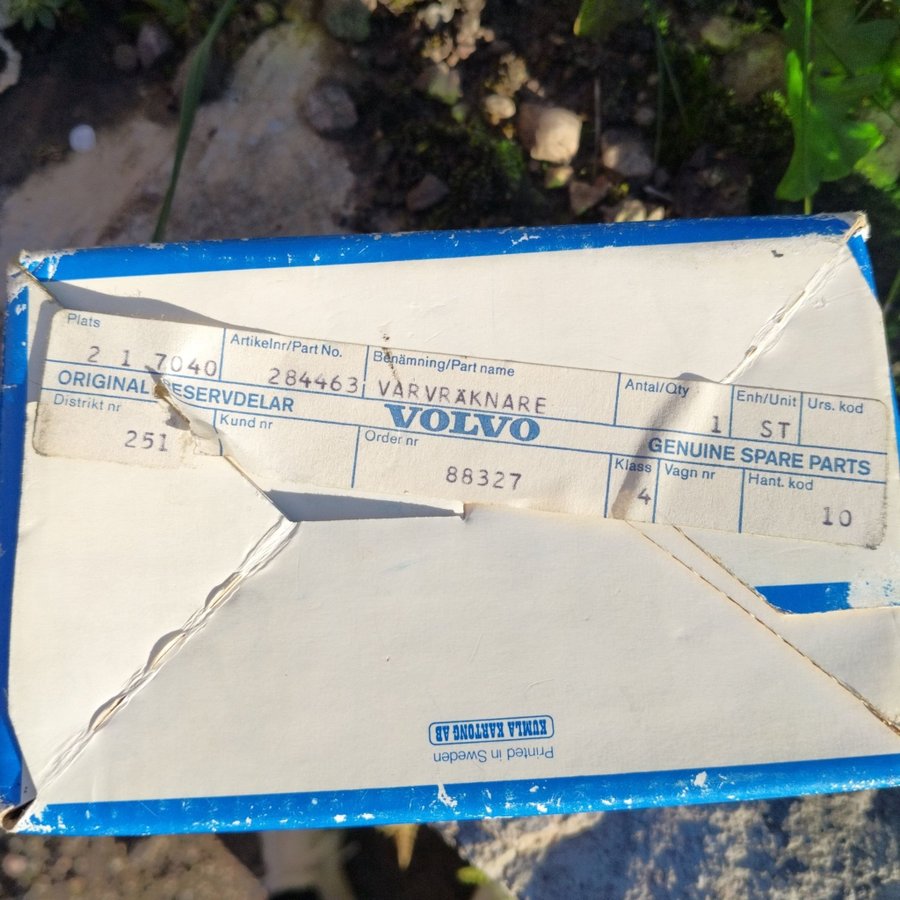 Plats Artikelnr/Part No. Benämning/Part name Antal/Qty Enh/Unit Urs. kod
2 1 7040 284463 VARVRÄKNARE 1 ST
ORIGINAL RESERVDELAR VOLVO GENUINE SPARE PARTS
Distrikt nr Kund nr Order nr Klass Vagn nr Hant. kod
251 88327 4 10
Printed in Sweden
KUMLA KARTONG AB